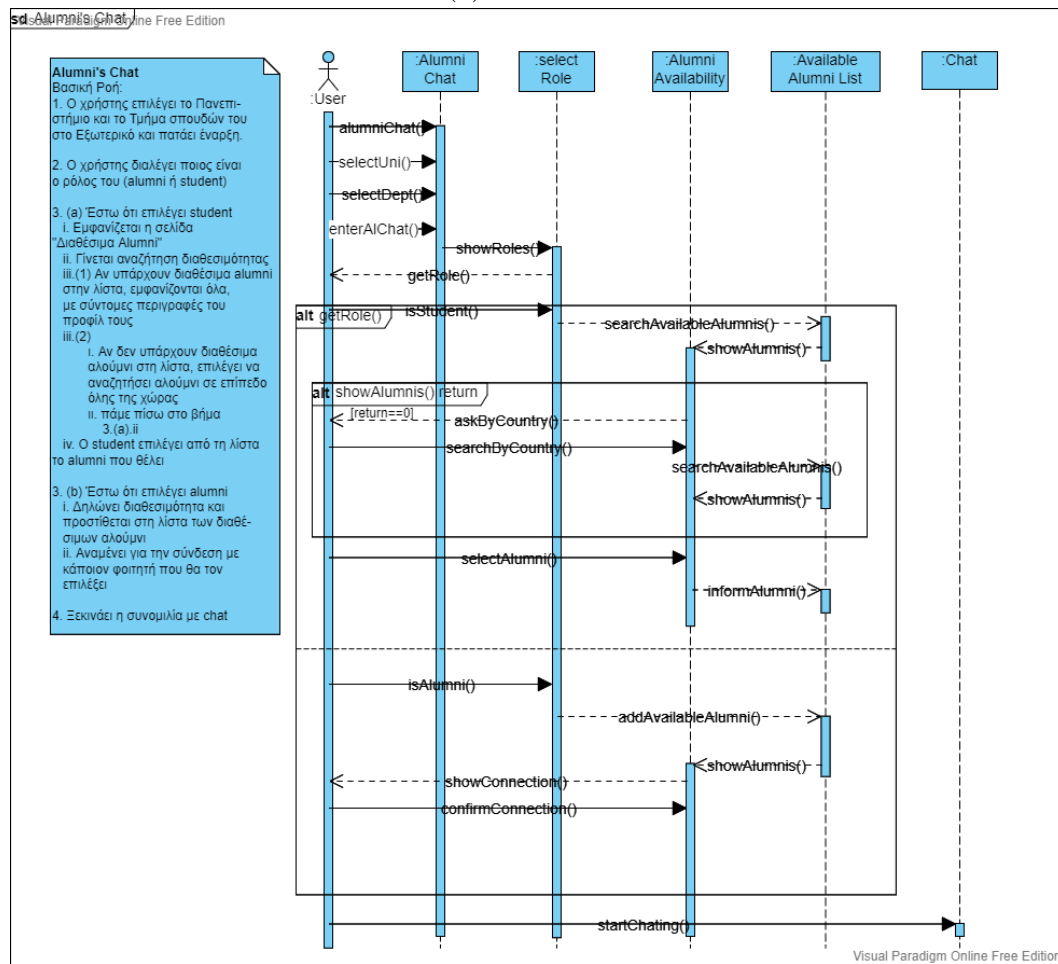 sd Alumni's Chat
Visual Paradigm Online Free Edition
Alumni's Chat
Βασική Ροή:
1. Ο χρήστης επιλέγει το Πανεπι-
στήμιο και το Τμήμα σπουδών του
στο Εξωτερικό και πατάει έναρξη.
2. Ο χρήστης διαλέγει ποιος είναι
ο ρόλος του (alumni ή student)
3. (a) Έστω ότι επιλέγει student
i. Εμφανίζεται η σελίδα
"Διαθέσιμα Alumni"
ii. Γίνεται αναζήτηση διαθεσιμότητας
iii.(1) Αν υπάρχουν διαθέσιμα alumni
στην λίστα, εμφανίζονται όλα,
με σύντομες περιγραφές του
προφίλ τους
iii.(2)
ι. Αν δεν υπάρχουν διαθέσιμα
αλούμνι στη λίστα, επιλέγει να
αναζητήσει αλούμνι σε επίπεδο
όλης της χώρας
ιι. πάμε πίσω στο βήμα
3.(a).ii
iv. Ο student επιλέγει από τη λίστα
το alumni που θέλει
3. (b) Έστω ότι επιλέγει alumni
i. Δηλώνει διαθεσιμότητα και
προστίθεται στη λίστα των διαθέ-
σιμων αλούμνι
ii. Αναμένει για την σύνδεση με
κάποιον φοιτητή που θα τον
επιλέξει
4. Ξεκινάει η συνομιλία με chat
:User
:Alumni
Chat
:select
Role
:Alumni
Availability
:Available
Alumni List
:Chat
alumniChat()
selectUni()
selectDept()
enterAlChat()
showRoles()
getRole()
alt getRole()
isStudent()
searchAvailableAlumnis()
showAlumnis()
alt showAlumnis() return
[return==0]
askByCountry()
searchByCountry()
searchAvailableAlumnis()
showAlumnis()
selectAlumni()
informAlumni()
isAlumni()
addAvailableAlumni()
showAlumnis()
showConnection()
confirmConnection()
startChating()
Visual Paradigm Online Free Edition